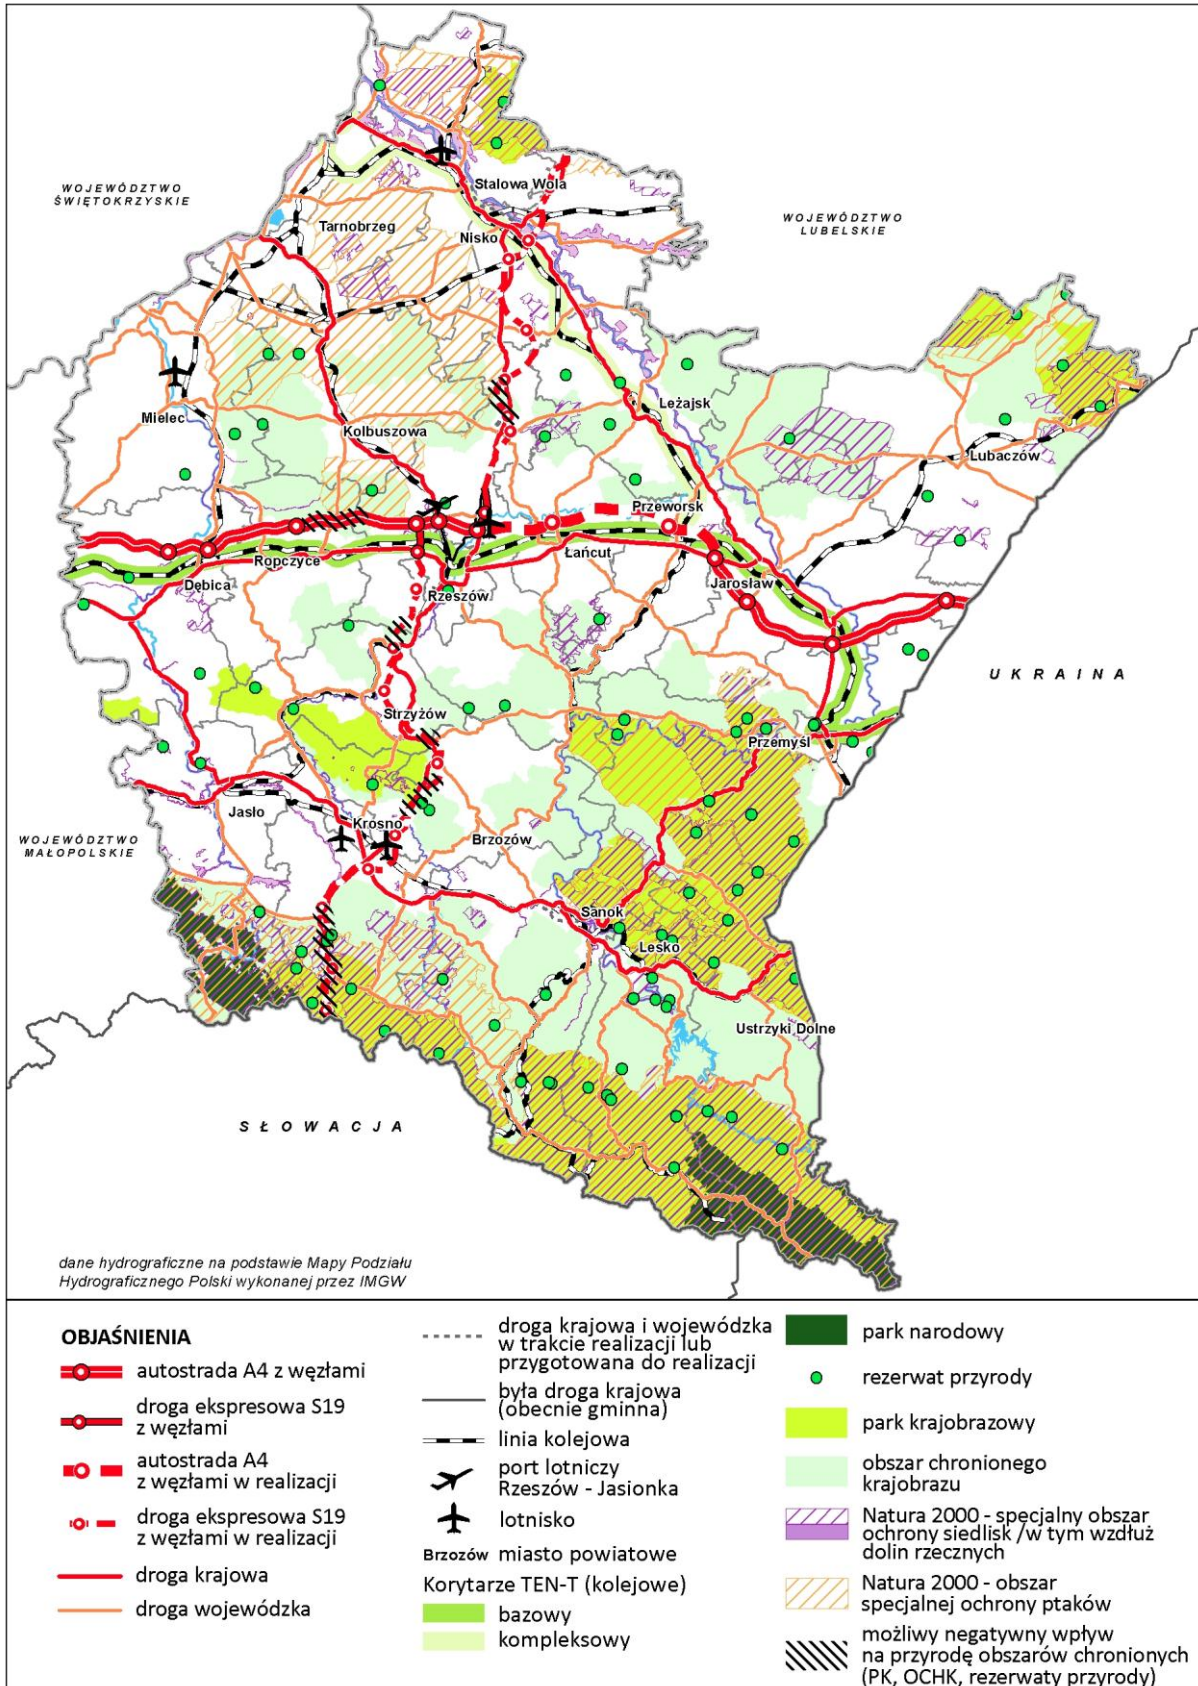 WOJEWÓDZTWO
ŚWIĘTOKRZYSKIE
WOJEWÓDZTWO
LUBELSKIE
Stalowa Wola
Tarnobrzeg
Nisko
Mielec
Kolbuszowa
Leżajsk
Lubaczów
Przeworsk
Ropczyce
Łańcut
Dębica
Rzeszów
Jarosław
UKRAINA
Strzyżów
Przemyśl
Jasło
Krosno
Brzozów
WOJEWÓDZTWO
MAŁOPOLSKIE
Sanok
Lesko
Ustrzyki Dolne
SŁOWACJA
dane hydrograficzne na podstawie Mapy Podziału
Hydrograficznego Polski wykonanej przez IMGW
OBJAŚNIENIA
autostrada A4 z węzłami
droga ekspresowa S19
z węzłami
autostrada A4
z węzłami w realizacji
droga ekspresowa S19
z węzłami w realizacji
droga krajowa
droga wojewódzka
droga krajowa i wojewódzka
w trakcie realizacji lub
przygotowana do realizacji
była droga krajowa
(obecnie gminna)
linia kolejowa
port lotniczy
Rzeszów - Jasionka
lotnisko
Brzozów miasto powiatowe
Korytarze TEN-T (kolejowe)
bazowy
kompleksowy
park narodowy
rezerwat przyrody
park krajobrazowy
obszar chronionego
krajobrazu
Natura 2000 - specjalny obszar
ochrony siedlisk /w tym wzdłuż
dolin rzecznych
Natura 2000 - obszar
specjalnej ochrony ptaków
możliwy negatywny wpływ
na przyrodę obszarów chronionych
(PK, OCHK, rezerwaty przyrody)